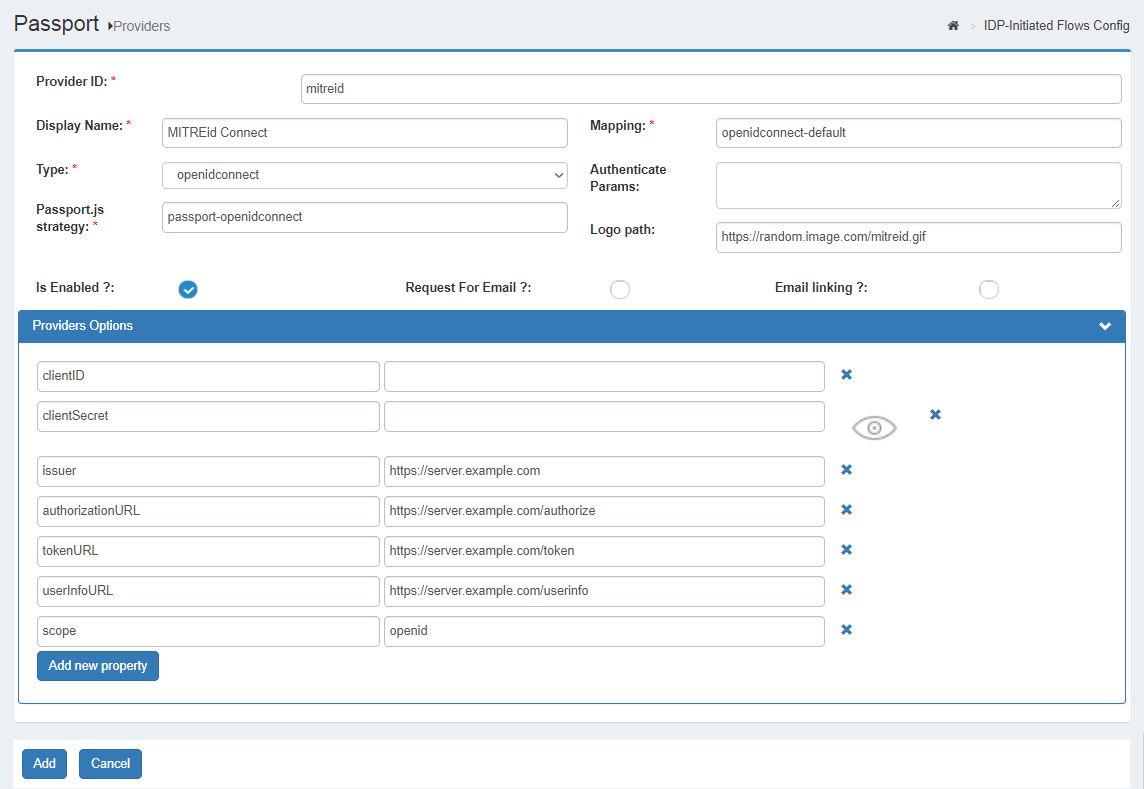 Passport Providers
> IDP-Initiated Flows Config
Provider ID: *
mitreid
Display Name: *
MITREid Connect
Mapping: *
openidconnect-default
Type: *
openidconnect
Authenticate
Params:
Passport.js
strategy: *
passport-openidconnect
Logo path:
https://random.image.com/mitreid.gif
Is Enabled ?:
Request For Email ?:
Email linking ?:
Providers Options
clientID
clientSecret
issuer
https://server.example.com
authorizationURL
https://server.example.com/authorize
tokenURL
https://server.example.com/token
userInfoURL
https://server.example.com/userinfo
scope
openid
Add new property
Add
Cancel